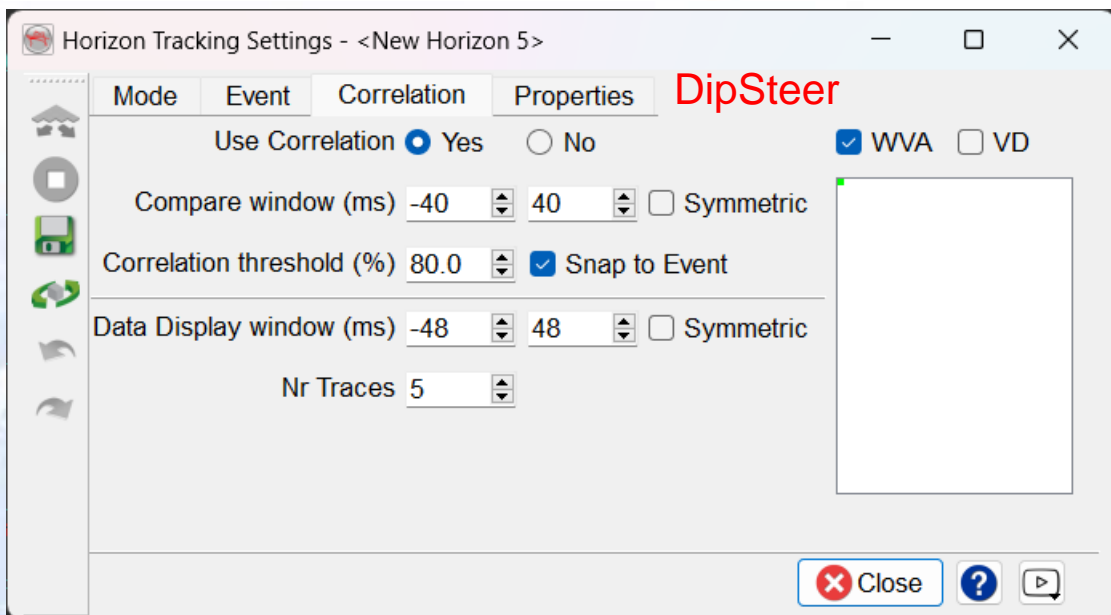 Horizon Tracking Settings - <New Horizon 5>
Mode Event Correlation Properties DipSteer
Use Correlation Yes No WVA VD
Compare window (ms) -40 40 Symmetric
Correlation threshold (%) 80.0 Snap to Event
Data Display window (ms) -48 48 Symmetric
Nr Traces 5
Close ?